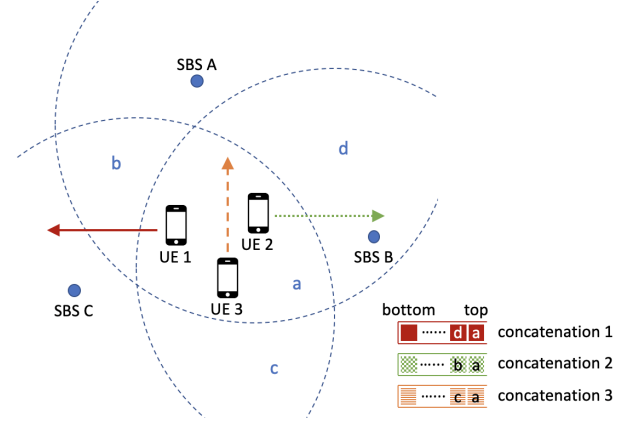 SBS A
d
b
UE 1
UE 2
SBS B
UE 3
a
SBS C
c
bottom top
...... d a concatenation 1
...... b a concatenation 2
...... c a concatenation 3